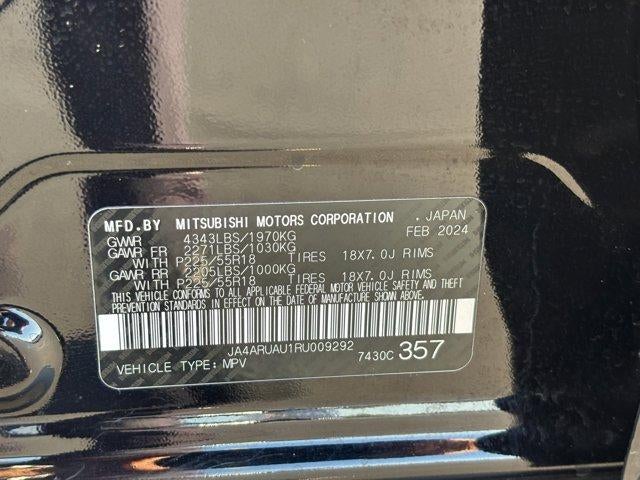 MFD.BY MITSUBISHI MOTORS CORPORATION , JAPAN
GVWR 4343LBS/1970KG FEB 2024
GAWR FR 2271LBS/1030KG
WITH P225/55R18 TIRES 18X7.0J RIMS
GAWR RR 2205LBS/1000KG
WITH P225/55R18 TIRES 18X7.0J RIMS
THIS VEHICLE CONFORMS TO ALL APPLICABLE FEDERAL MOTOR VEHICLE SAFETY, BUMPER AND THEFT
PREVENTION STANDARDS IN EFFECT ON THE DATE OF MANUFACTURE SHOWN ABOVE.
JA4ARUAU1RU009292
VEHICLE TYPE: MPV 7430C 357